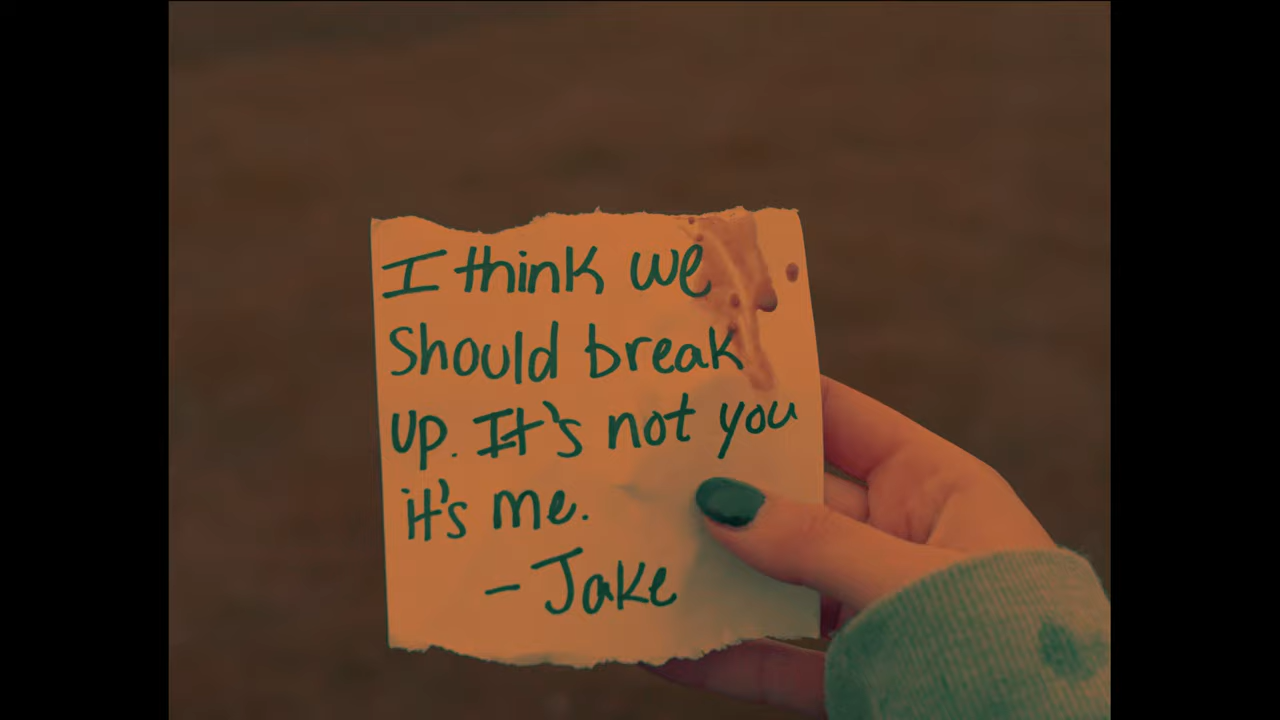 I think we
should break
up. It's not you
it's me.
- Jake